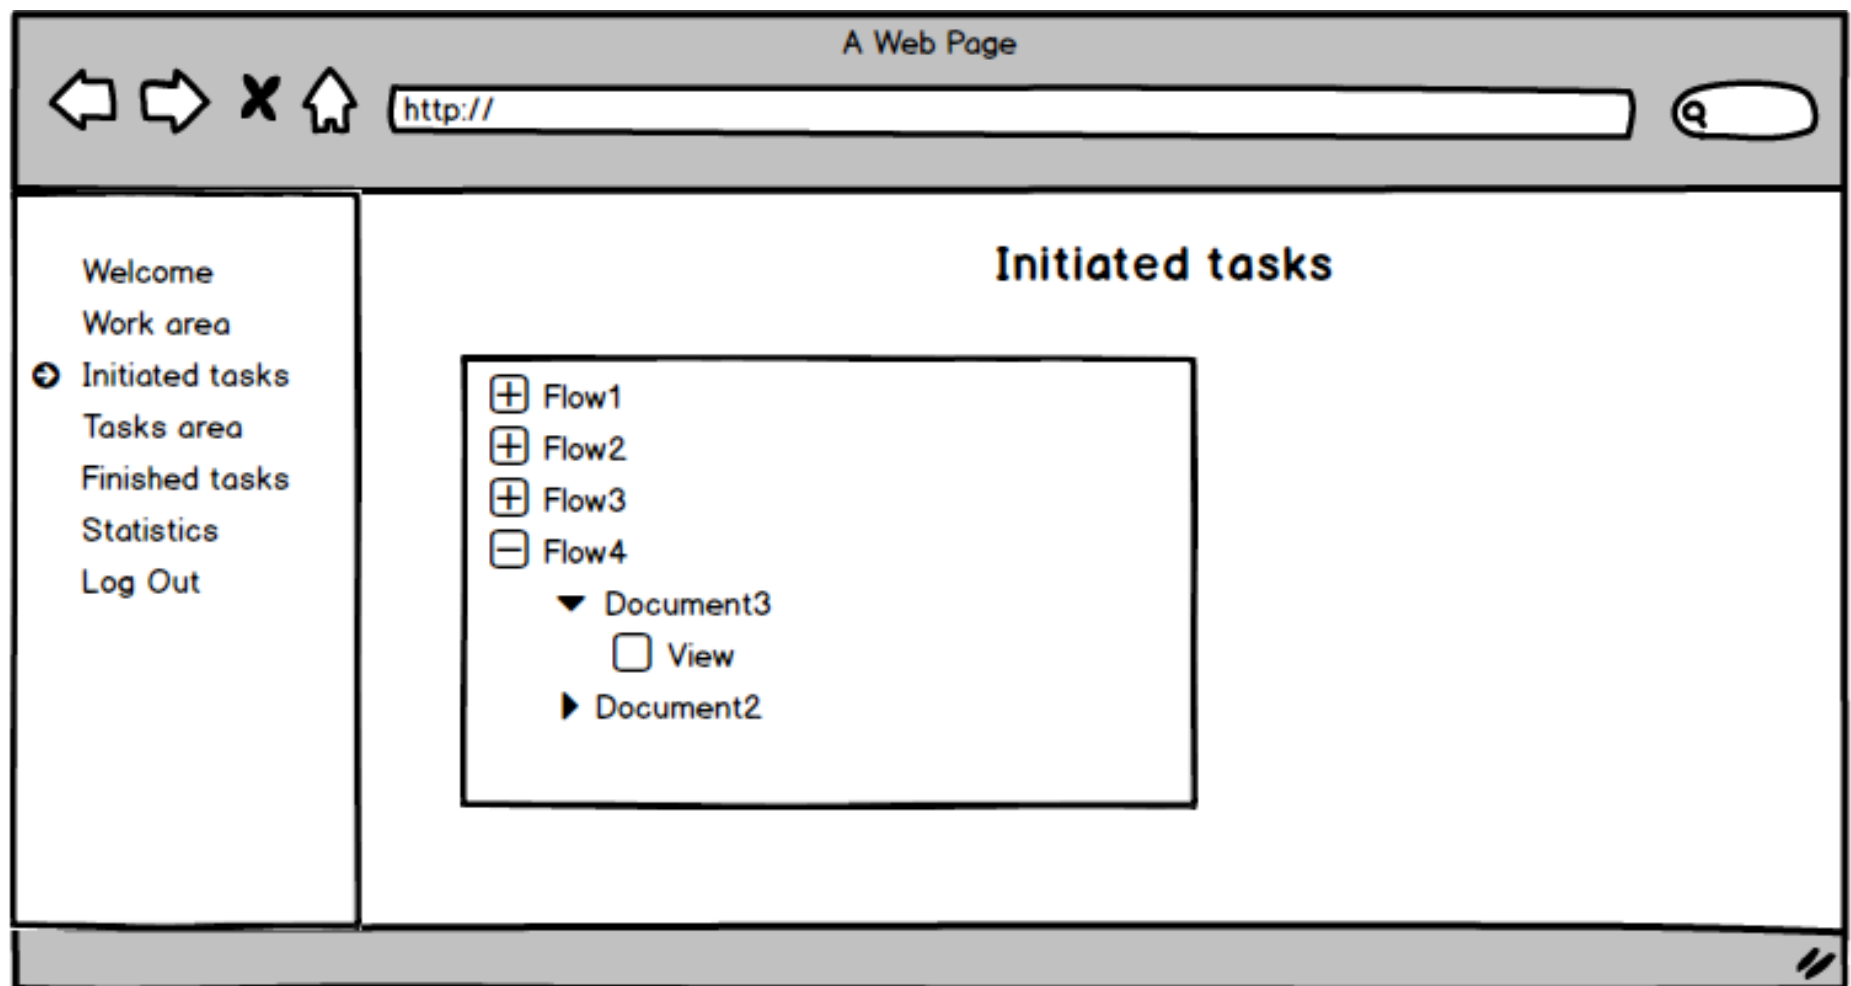 A Web Page
http://
Welcome
Work area
Initiated tasks
Tasks area
Finished tasks
Statistics
Log Out
Initiated tasks
Flow1
Flow2
Flow3
Flow4
Document3
View
Document2